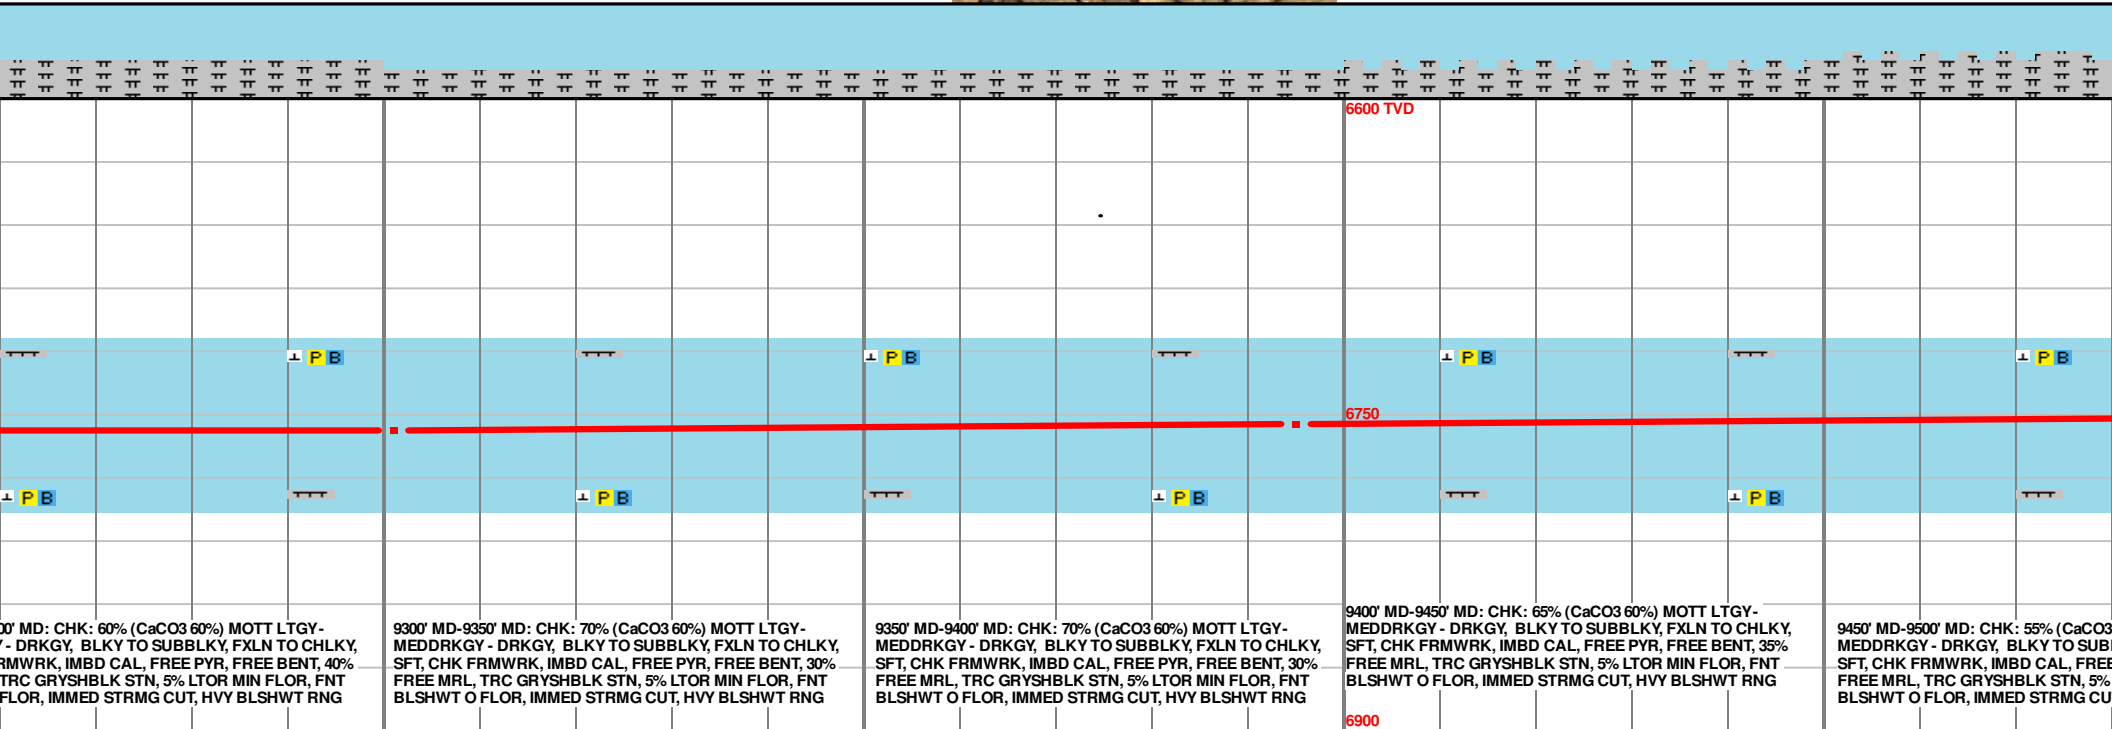 6600 TVD
P B
P B
P B
P B
6750
P B
P B
P B
P B
00' MD: CHK: 60% (CaCO3 60%) MOTT LTGY-
Y - DRKGY, BLKY TO SUBBLKY, FXLN TO CHLKY,
RMWRK, IMBD CAL, FREE PYR, FREE BENT, 40%
TRC GRYSHBLK STN, 5% LTOR MIN FLOR, FNT
FLOR, IMMED STRMG CUT, HVY BLSHWT RNG
9300' MD-9350' MD: CHK: 70% (CaCO3 60%) MOTT LTGY-
MEDDRKGY - DRKGY, BLKY TO SUBBLKY, FXLN TO CHLKY,
SFT, CHK FRMWRK, IMBD CAL, FREE PYR, FREE BENT, 30%
FREE MRL, TRC GRYSHBLK STN, 5% LTOR MIN FLOR, FNT
BLSHWT O FLOR, IMMED STRMG CUT, HVY BLSHWT RNG
9350' MD-9400' MD: CHK: 70% (CaCO3 60%) MOTT LTGY-
MEDDRKGY - DRKGY, BLKY TO SUBBLKY, FXLN TO CHLKY,
SFT, CHK FRMWRK, IMBD CAL, FREE PYR, FREE BENT, 30%
FREE MRL, TRC GRYSHBLK STN, 5% LTOR MIN FLOR, FNT
BLSHWT O FLOR, IMMED STRMG CUT, HVY BLSHWT RNG
9400' MD-9450' MD: CHK: 65% (CaCO3 60%) MOTT LTGY-
MEDDRKGY - DRKGY, BLKY TO SUBBLKY, FXLN TO CHLKY,
SFT, CHK FRMWRK, IMBD CAL, FREE PYR, FREE BENT, 35%
FREE MRL, TRC GRYSHBLK STN, 5% LTOR MIN FLOR, FNT
BLSHWT O FLOR, IMMED STRMG CUT, HVY BLSHWT RNG
9450' MD-9500' MD: CHK: 55% (CaCO3
MEDDRKGY - DRKGY, BLKY TO SUBB
SFT, CHK FRMWRK, IMBD CAL, FREE
FREE MRL, TRC GRYSHBLK STN, 5%
BLSHWT O FLOR, IMMED STRMG CU
6900